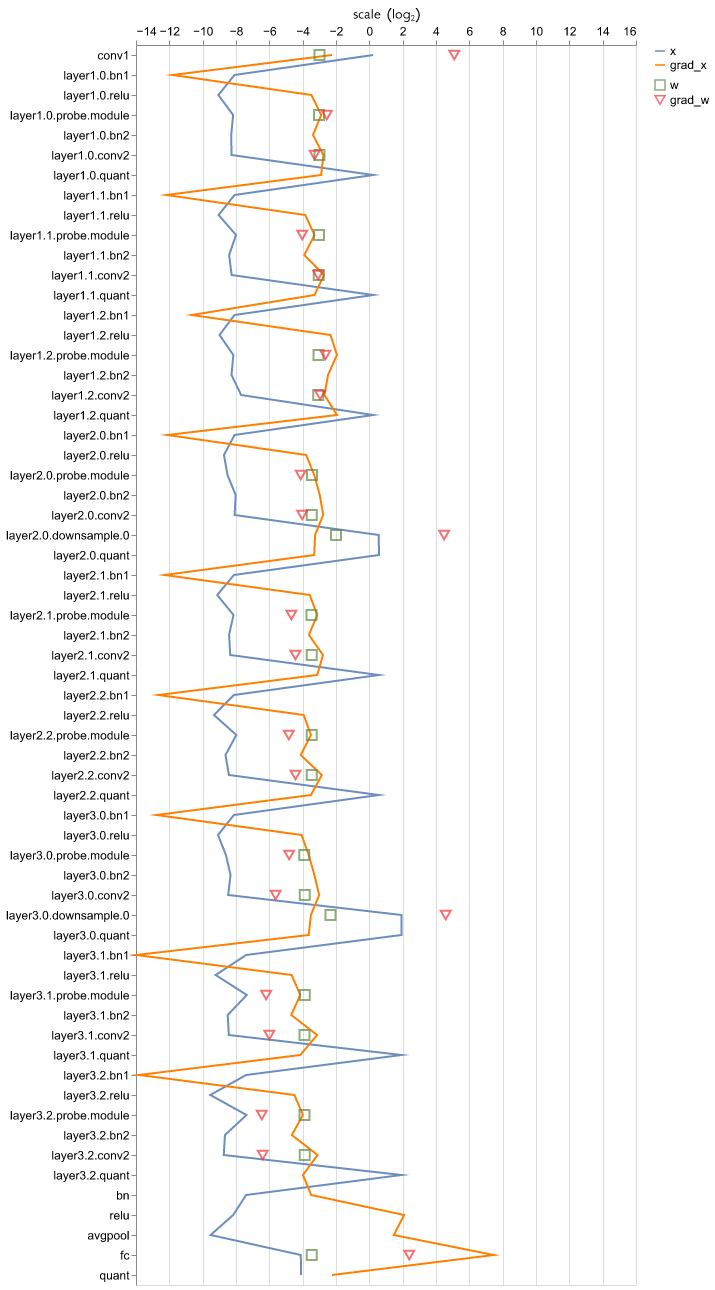 scale (log₂)
−14 −12 −10 −8 −6 −4 −2 0 2 4 6 8 10 12 14 16
x
grad_x
w
grad_w
conv1
layer1.0.bn1
layer1.0.relu
layer1.0.probe.module
layer1.0.bn2
layer1.0.conv2
layer1.0.quant
layer1.1.bn1
layer1.1.relu
layer1.1.probe.module
layer1.1.bn2
layer1.1.conv2
layer1.1.quant
layer1.2.bn1
layer1.2.relu
layer1.2.probe.module
layer1.2.bn2
layer1.2.conv2
layer1.2.quant
layer2.0.bn1
layer2.0.relu
layer2.0.probe.module
layer2.0.bn2
layer2.0.conv2
layer2.0.downsample.0
layer2.0.quant
layer2.1.bn1
layer2.1.relu
layer2.1.probe.module
layer2.1.bn2
layer2.1.conv2
layer2.1.quant
layer2.2.bn1
layer2.2.relu
layer2.2.probe.module
layer2.2.bn2
layer2.2.conv2
layer2.2.quant
layer3.0.bn1
layer3.0.relu
layer3.0.probe.module
layer3.0.bn2
layer3.0.conv2
layer3.0.downsample.0
layer3.0.quant
layer3.1.bn1
layer3.1.relu
layer3.1.probe.module
layer3.1.bn2
layer3.1.conv2
layer3.1.quant
layer3.2.bn1
layer3.2.relu
layer3.2.probe.module
layer3.2.bn2
layer3.2.conv2
layer3.2.quant
bn
relu
avgpool
fc
quant